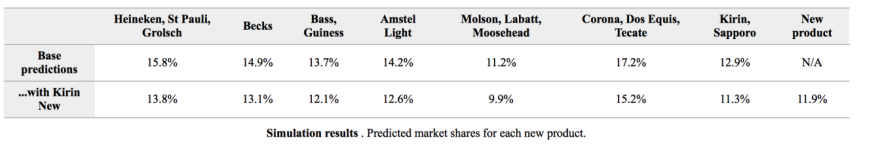 Heineken, St Pauli, Grolsch Becks Bass, Guiness Amstel Light Molson, Labatt, Moosehead Corona, Dos Equis, Tecate Kirin, Sapporo New product
Base predictions 15.8% 14.9% 13.7% 14.2% 11.2% 17.2% 12.9% N/A
...with Kirin New 13.8% 13.1% 12.1% 12.6% 9.9% 15.2% 11.3% 11.9%
Simulation results . Predicted market shares for each new product.